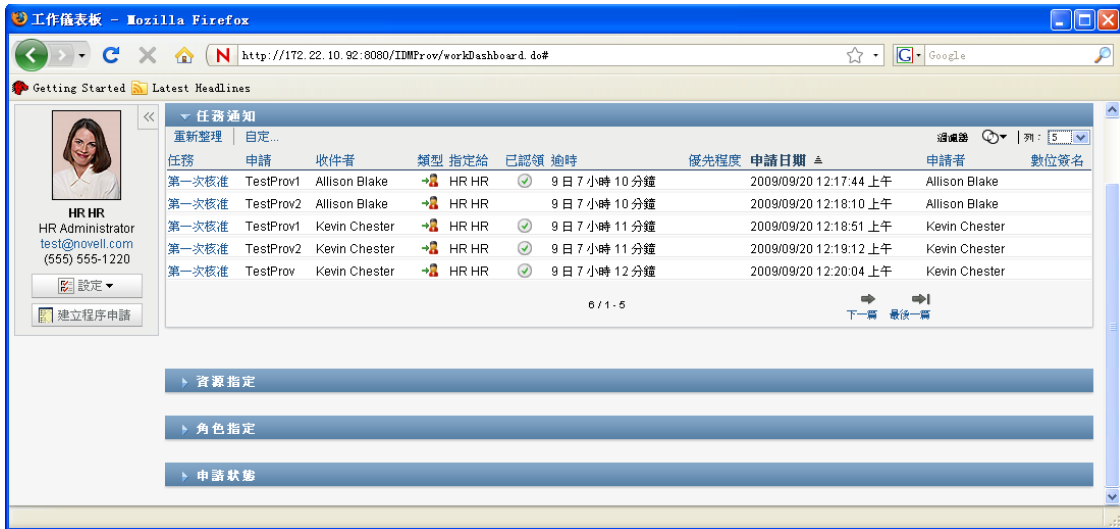 工作儀表板 - Mozilla Firefox
http://172.22.10.92:8080/IDMProv/workDashboard.do#
G Google
Getting Started Latest Headlines
HR HR
HR Administrator
test@novell.com
(555) 555-1220
設定
建立程序申請
任務通知
重新整理 自定...
過濾器 列: 5
任務 申請 收件者 類型 指定給 已認領 逾時 優先程度 申請日期 申請者 數位簽名
第一次核准 TestProv1 Allison Blake HR HR 9 日 7 小時 10 分鐘 2009/09/20 12:17:44 上午 Allison Blake
第一次核准 TestProv2 Allison Blake HR HR 9 日 7 小時 10 分鐘 2009/09/20 12:18:10 上午 Allison Blake
第一次核准 TestProv1 Kevin Chester HR HR 9 日 7 小時 11 分鐘 2009/09/20 12:18:51 上午 Kevin Chester
第一次核准 TestProv2 Kevin Chester HR HR 9 日 7 小時 11 分鐘 2009/09/20 12:19:12 上午 Kevin Chester
第一次核准 TestProv Kevin Chester HR HR 9 日 7 小時 12 分鐘 2009/09/20 12:20:04 上午 Kevin Chester
6 / 1 - 5
下一篇 最後一篇
資源指定
角色指定
申請狀態